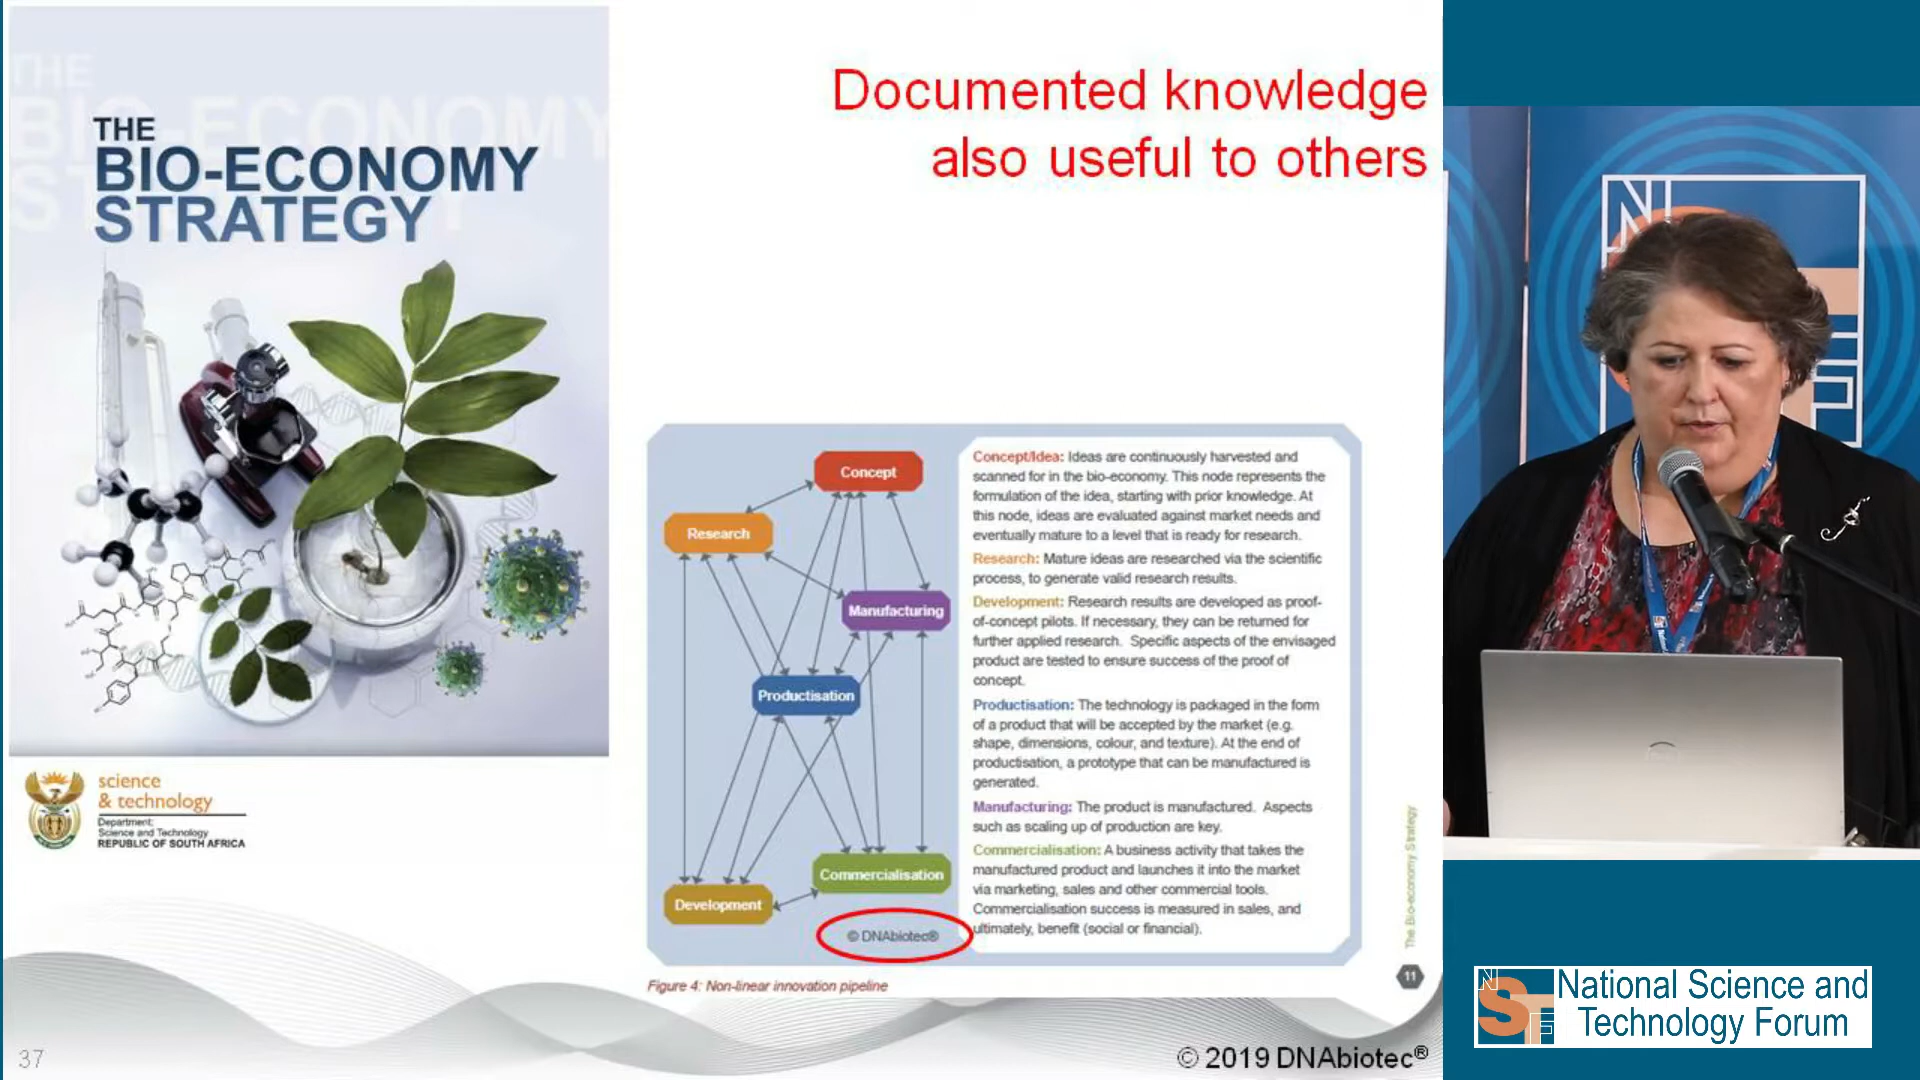 Documented knowledge
also useful to others
THE
BIO-ECONOMY
STRATEGY
THE
BIO-ECONOMY
STRATEGY
science
& technology
Department:
Science and Technology
REPUBLIC OF SOUTH AFRICA
Concept
Research
Manufacturing
Productisation
Commercialisation
Development
© DNAbiotec®
Concept/Idea: Ideas are continuously harvested and
scanned for in the bio-economy. This node represents the
formulation of the idea, starting with prior knowledge. At
this node, ideas are evaluated against market needs and
eventually mature to a level that is ready for research.
Research: Mature ideas are researched via the scientific
process, to generate valid research results.
Development: Research results are developed as proof-
of-concept pilots. If necessary, they can be returned for
further applied research. Specific aspects of the envisaged
product are tested to ensure success of the proof of
concept.
Productisation: The technology is packaged in the form
of a product that will be accepted by the market (e.g.
shape, dimensions, colour, and texture). At the end of
productisation, a prototype that can be manufactured is
generated.
Manufacturing: The product is manufactured. Aspects
such as scaling up of production are key.
Commercialisation: A business activity that takes the
manufactured product and launches it into the market
via marketing, sales and other commercial tools.
Commercialisation success is measured in sales, and
ultimately, benefit (social or financial).
The Bio-economy Strategy
11
Figure 4: Non-linear innovation pipeline
37
© 2019 DNAbiotec®
NSTF
National Science and
Technology Forum